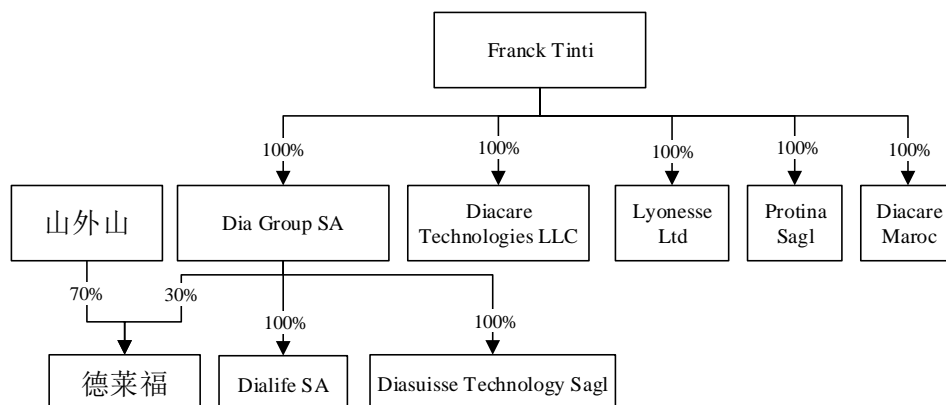 Franck Tinti
100%
100%
100%
100%
100%
山外山
Dia Group SA
Diacare
Technologies LLC
Lyonesse
Ltd
Protina
Sagl
Diacare
Maroc
70%
30%
100%
100%
德莱福
Dialife SA
Diasuisse Technology Sagl